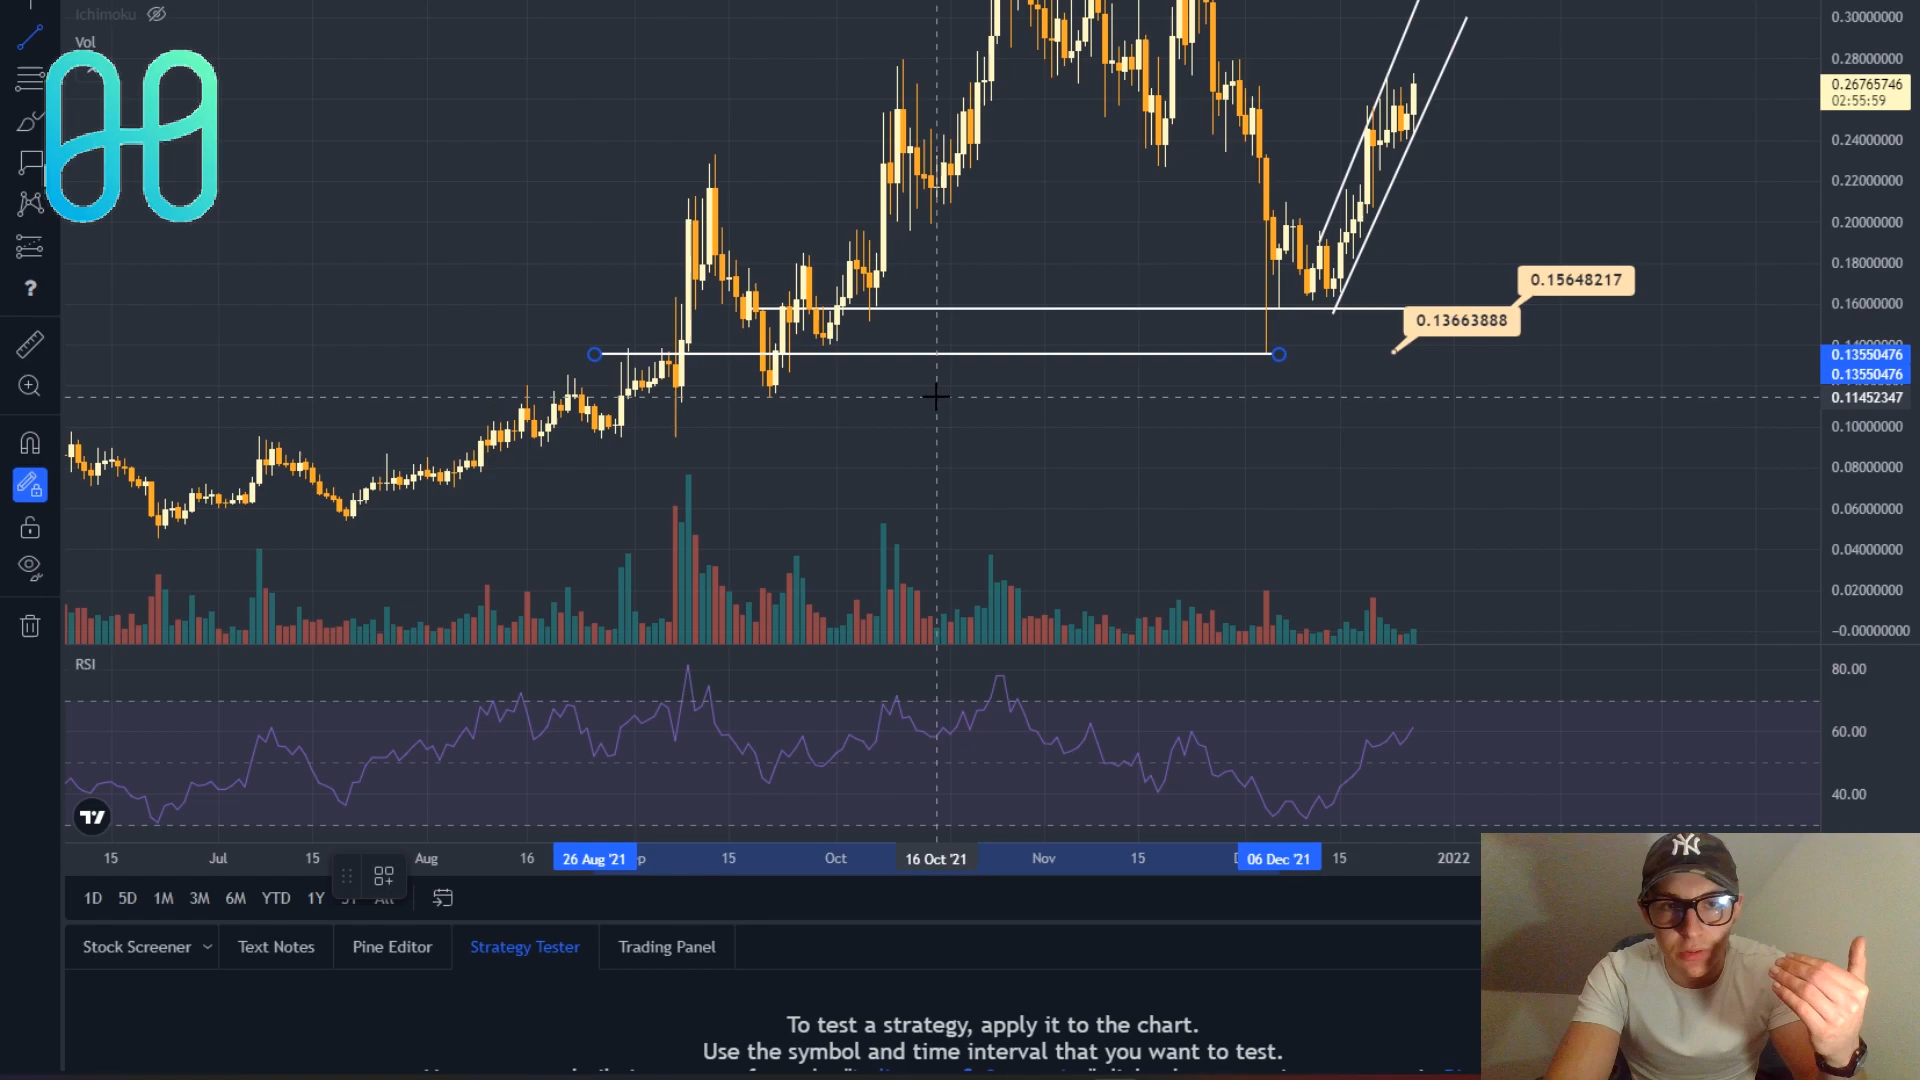 Ichimoku
Vol
0.30000000
0.28000000
0.26765746
02:55:59
0.24000000
0.22000000
0.20000000
0.18000000
0.15648217
0.16000000
0.13663888
0.13550476
0.13550476
0.11452347
0.10000000
0.08000000
0.06000000
0.04000000
0.02000000
−0.00000000
RSI
80.00
60.00
40.00
15 Jul 15 Aug 16 26 Aug '21 15 Oct 16 Oct '21 Nov 15 06 Dec '21 15 2022
1D 5D 1M 3M 6M YTD 1Y All
Stock Screener Text Notes Pine Editor Strategy Tester Trading Panel
To test a strategy, apply it to the chart.
Use the symbol and time interval that you want to test.
NY